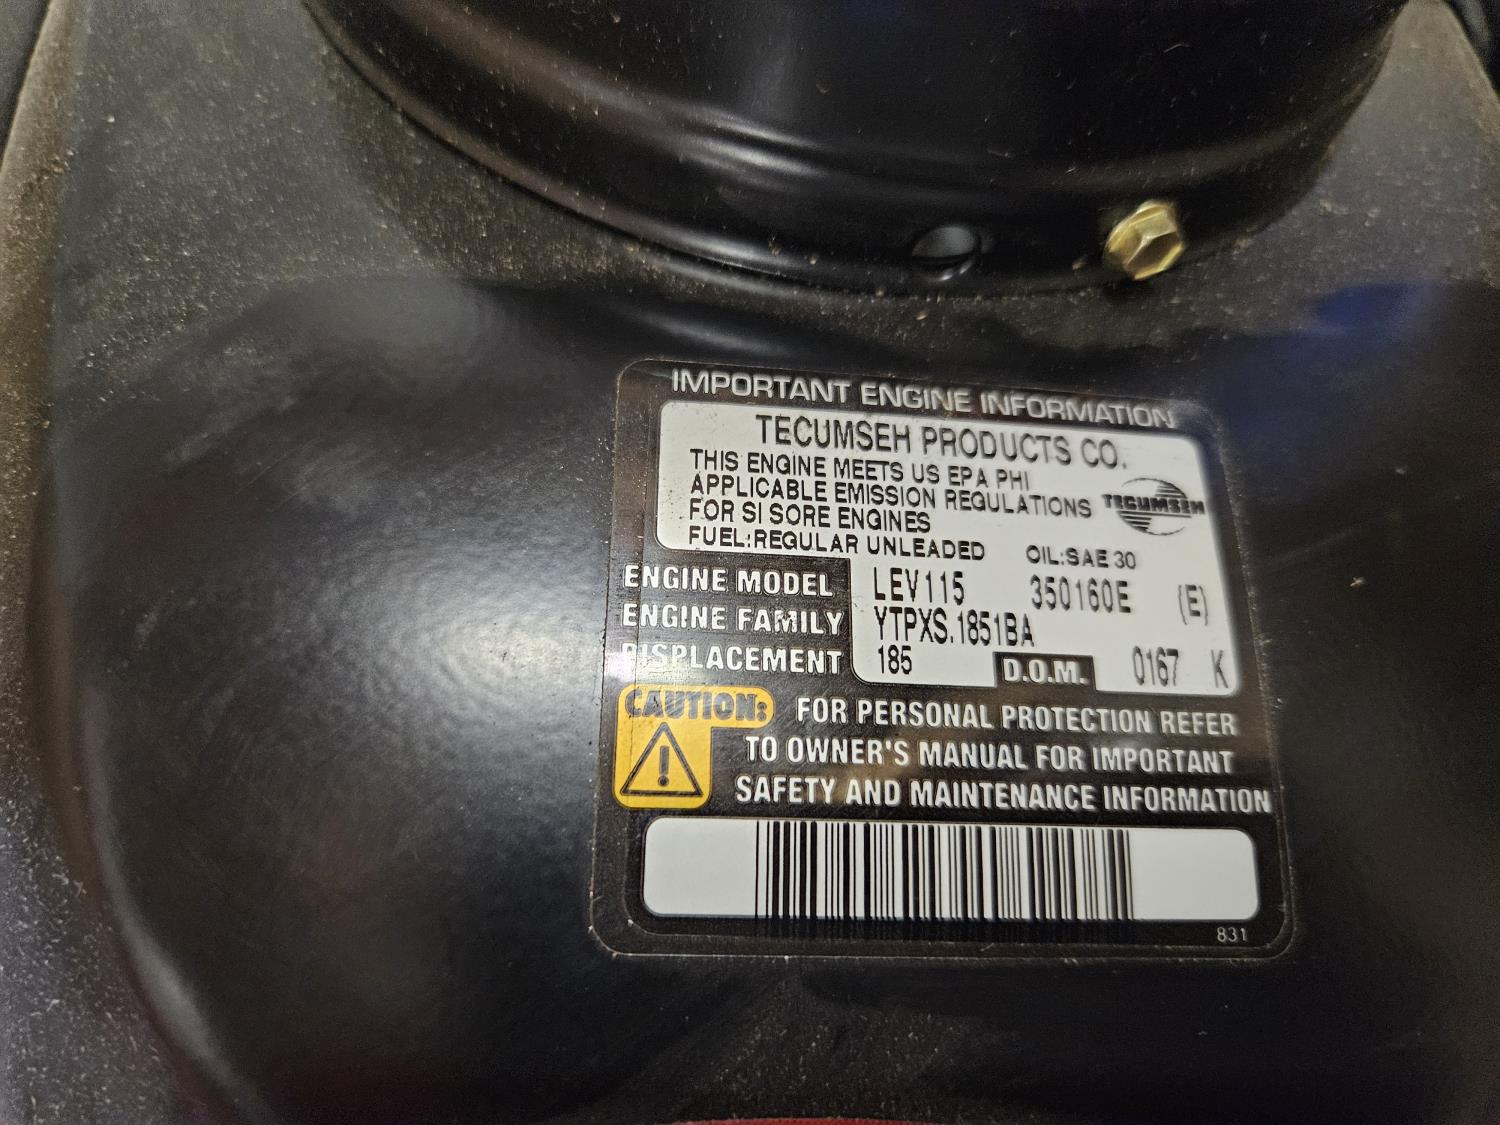 IMPORTANT ENGINE INFORMATION
TECUMSEH PRODUCTS CO.
THIS ENGINE MEETS US EPA PHI
APPLICABLE EMISSION REGULATIONS
FOR SI SORE ENGINES
FUEL:REGULAR UNLEADED OIL:SAE 30
TECUMSEH
ENGINE MODEL LEV115 350160E (E)
ENGINE FAMILY YTPXS.1851BA
DISPLACEMENT 185 D.O.M. 0167 K
CAUTION: FOR PERSONAL PROTECTION REFER
TO OWNER'S MANUAL FOR IMPORTANT
SAFETY AND MAINTENANCE INFORMATION
831